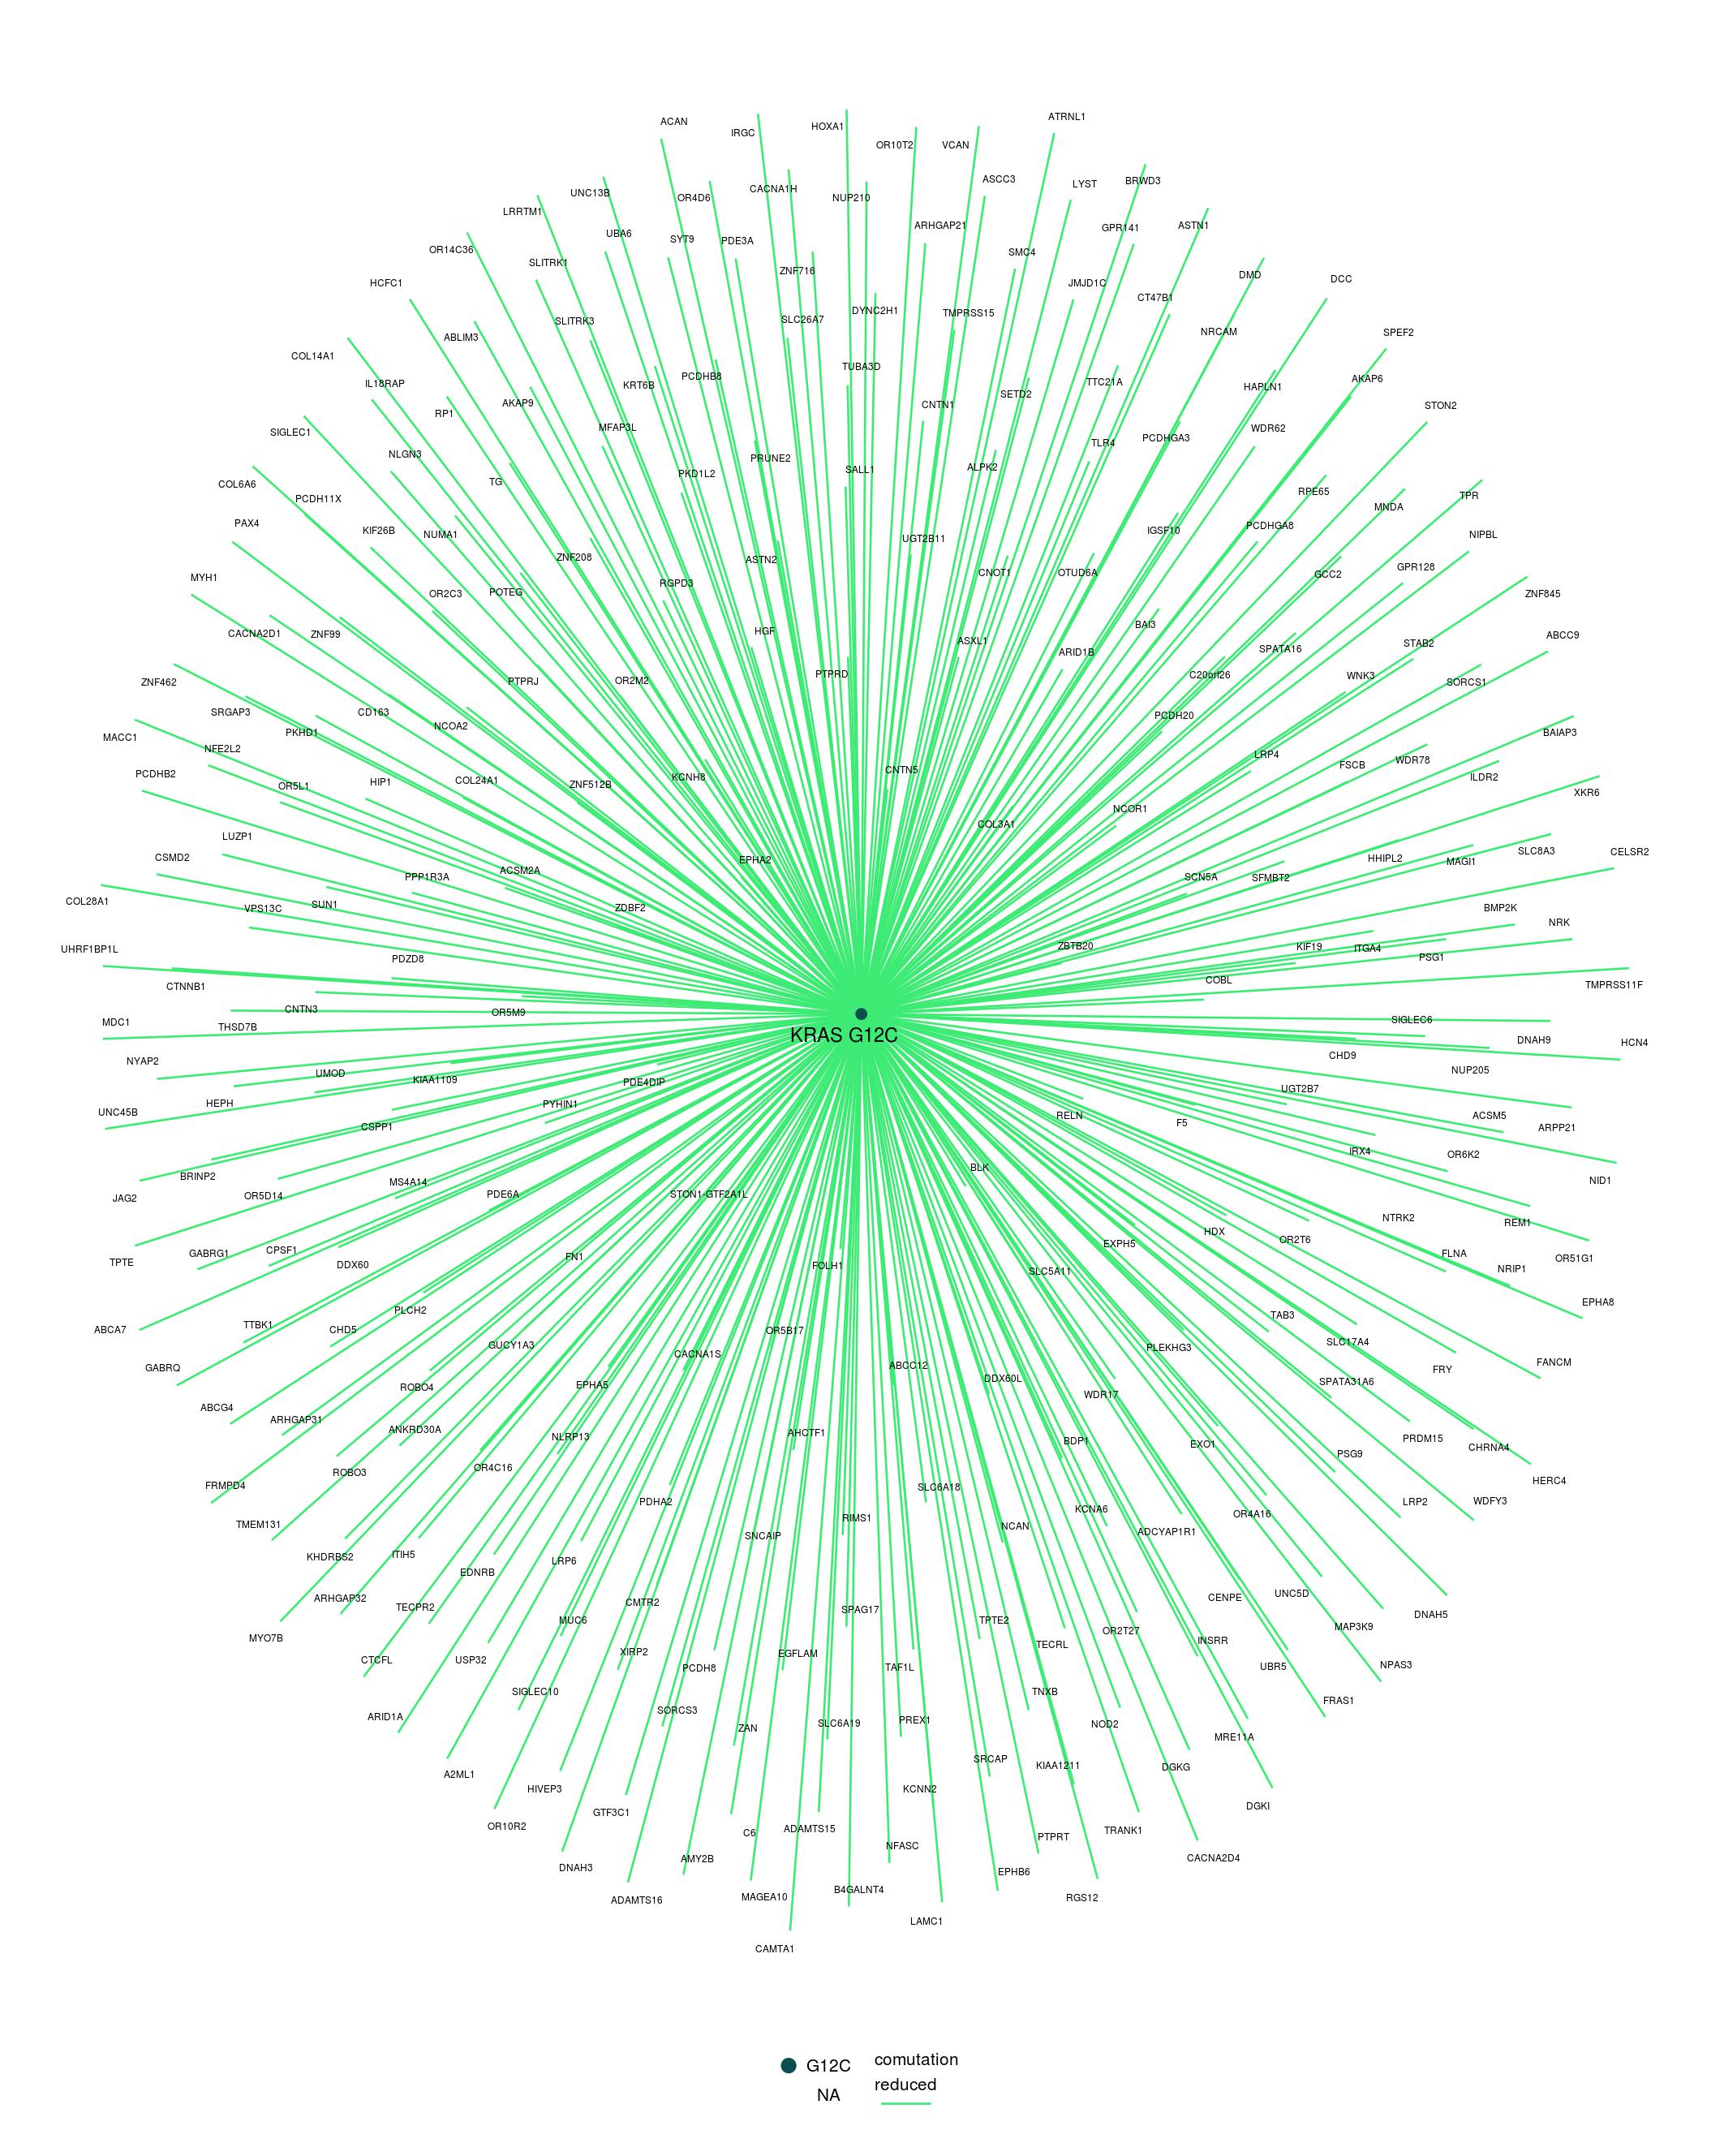 ATRNL1
ACAN
HOXA1
IRGC
OR10T2
VCAN
ASCC3
BRWD3
LYST
CACNA1H
UNC13B
OR4D6
NUP210
LRRTM1
ARHGAP21
ASTN1
GPR141
UBA6
SYT9
PDE3A
OR14C36
SMC4
SLITRK1
ZNF716
DMD
DCC
HCFC1
JMJD1C
CT47B1
DYNC2H1
TMPRSS15
SLC26A7
SLITRK3
NRCAM
SPEF2
ABLIM3
COL14A1
TUBA3D
PCDHB8
AKAP6
TTC21A
IL18RAP
KRT6B
HAPLN1
SETD2
AKAP9
CNTN1
STON2
RP1
MFAP3L
WDR62
SIGLEC1
PCDHGA3
TLR4
NLGN3
PRUNE2
ALPK2
SALL1
PKD1L2
TG
COL6A6
RPE65
TPR
PCDH11X
MNDA
PAX4
PCDHGA8
KIF26B
IGSF10
NUMA1
NIPBL
UGT2B11
ZNF208
ASTN2
GPR128
CNOT1
OTUD6A
GCC2
MYH1
RGPD3
POTEG
OR2C3
ZNF845
BAI3
HGF
CACNA2D1
ZNF99
ABCC9
ASXL1
STAB2
SPATA16
ARID1B
PTPRD
C20orf26
WNK3
ZNF462
PTPRJ
OR2M2
SORCS1
SRGAP3
CD163
PCDH20
NCOA2
PKHD1
BAIAP3
MACC1
NFE2L2
LRP4
WDR78
FSCB
CNTN5
PCDHB2
KCNH8
ILDR2
COL24A1
HIP1
ZNF512B
OR5L1
XKR6
NCOR1
COL3A1
LUZP1
SLC8A3
CELSR2
CSMD2
HHIPL2
EPHA2
MAGI1
ACSM2A
PPP1R3A
SCN5A
SFMBT2
COL28A1
SUN1
VPS13C
ZDBF2
BMP2K
NRK
ZBTB20
KIF19
ITGA4
UHRF1BP1L
PSG1
PDZD8
COBL
TMPRSS11F
CTNNB1
CNTN3
OR5M9
SIGLEC6
MDC1
THSD7B
KRAS G12C
DNAH9
HCN4
CHD9
NYAP2
NUP205
UMOD
KIAA1109
PDE4DIP
UGT2B7
HEPH
PYHIN1
UNC45B
RELN
ACSM5
F5
CSPP1
ARPP21
IRX4
OR6K2
BLK
BRINP2
NID1
MS4A14
PDE6A
STON1-GTF2A1L
OR5D14
JAG2
NTRK2
REM1
HDX
OR2T6
EXPH5
CPSF1
GABRG1
FLNA
FN1
OR51G1
TPTE
DDX60
FOLH1
NRIP1
SLC5A11
EPHA8
PLCH2
TAB3
TTBK1
ABCA7
CHD5
OR5B17
SLC17A4
GUCY1A3
PLEKHG3
CACNA1S
FANCM
ABCC12
GABRQ
FRY
DDX60L
SPATA31A6
EPHA5
ROBO4
WDR17
ABCG4
ARHGAP31
ANKRD30A
AHCTF1
NLRP13
PRDM15
BDP1
EXO1
CHRNA4
PSG9
OR4C16
ROBO3
HERC4
FRMPD4
SLC6A18
PDHA2
WDFY3
LRP2
KCNA6
OR4A16
RIMS1
TMEM131
NCAN
ADCYAP1R1
SNCAIP
ITIH5
KHDRBS2
LRP6
EDNRB
UNC5D
ARHGAP32
CENPE
CMTR2
TECPR2
SPAG17
DNAH5
MUC6
TPTE2
MAP3K9
OR2T27
MYO7B
INSRR
TECRL
XIRP2
EGFLAM
CTCFL
USP32
NPAS3
PCDH8
TAF1L
UBR5
SIGLEC10
TNXB
FRAS1
SORCS3
ARID1A
PREX1
SLC6A19
NOD2
ZAN
MRE11A
SRCAP
KIAA1211
DGKG
A2ML1
HIVEP3
KCNN2
DGKI
GTF3C1
OR10R2
ADAMTS15
TRANK1
C6
PTPRT
NFASC
CACNA2D4
AMY2B
DNAH3
EPHB6
B4GALNT4
MAGEA10
RGS12
ADAMTS16
LAMC1
CAMTA1
G12C
NA
comutation
reduced